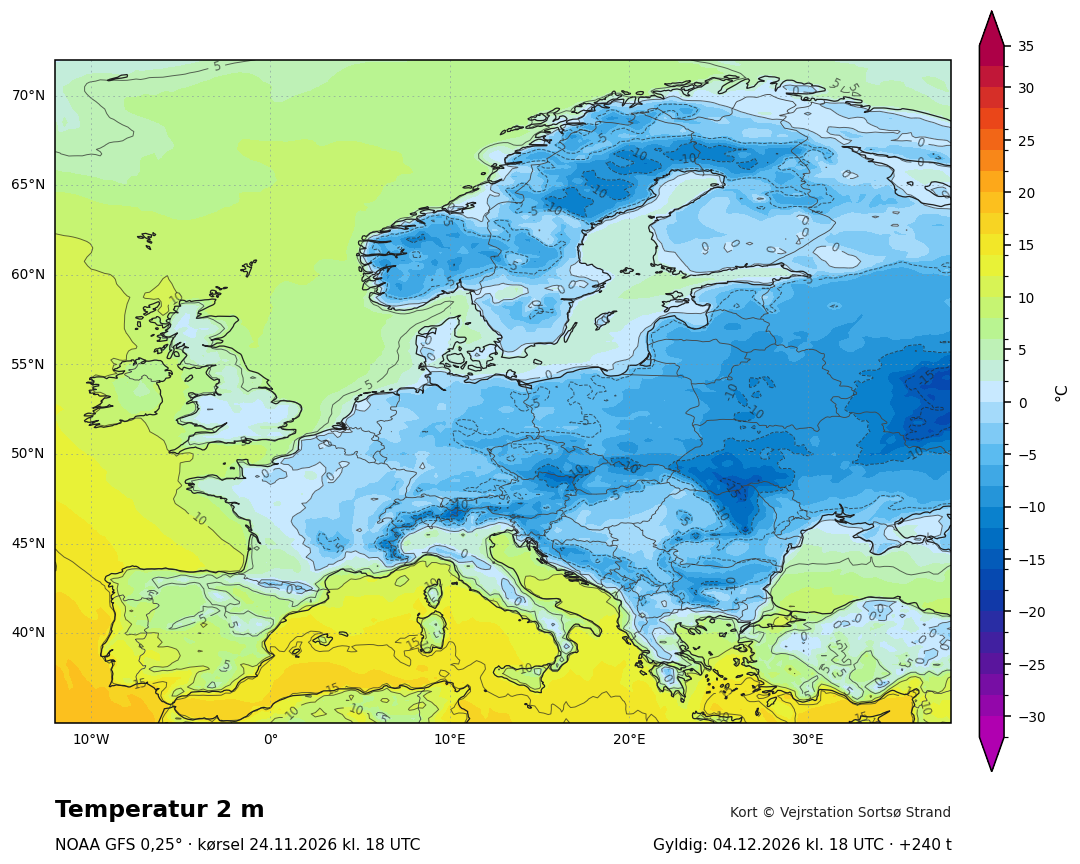 35
30
25
20
15
10
5
0
−5
−10
−15
−20
−25
−30
°C
70°N
65°N
60°N
55°N
50°N
45°N
40°N
10°W
0°
10°E
20°E
30°E
Temperatur 2 m
Kort © Vejrstation Sortsø Strand
NOAA GFS 0,25° · kørsel 24.11.2026 kl. 18 UTC
Gyldig: 04.12.2026 kl. 18 UTC · +240 t